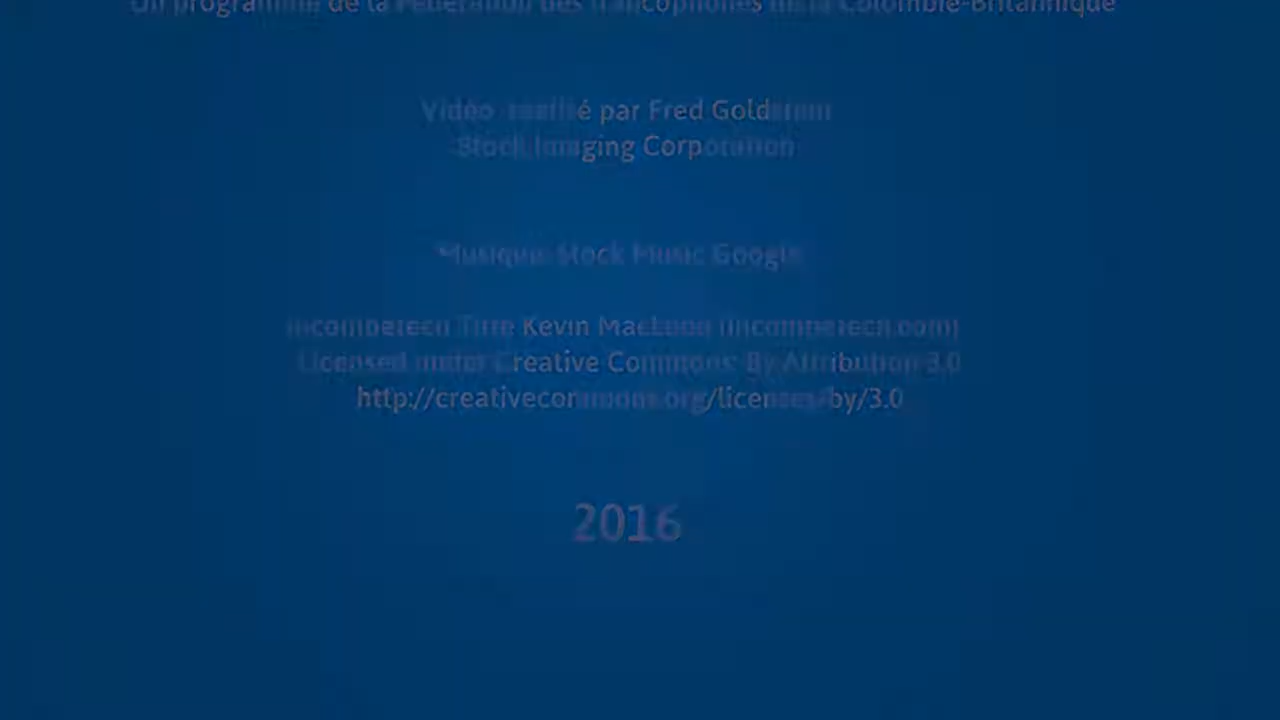 Un programme de la Fédération des francophones de la Colombie-Britannique
Vidéo réalisé par Fred
Stock Imaging Corporation
Musique: Stock Music Google
Incompetech Titre Kevin MacLeod (incompetech.com)
Licensed under Creative Commons: By Attribution 3.0
http://creativecommons.org/licenses/by/3.0
2016